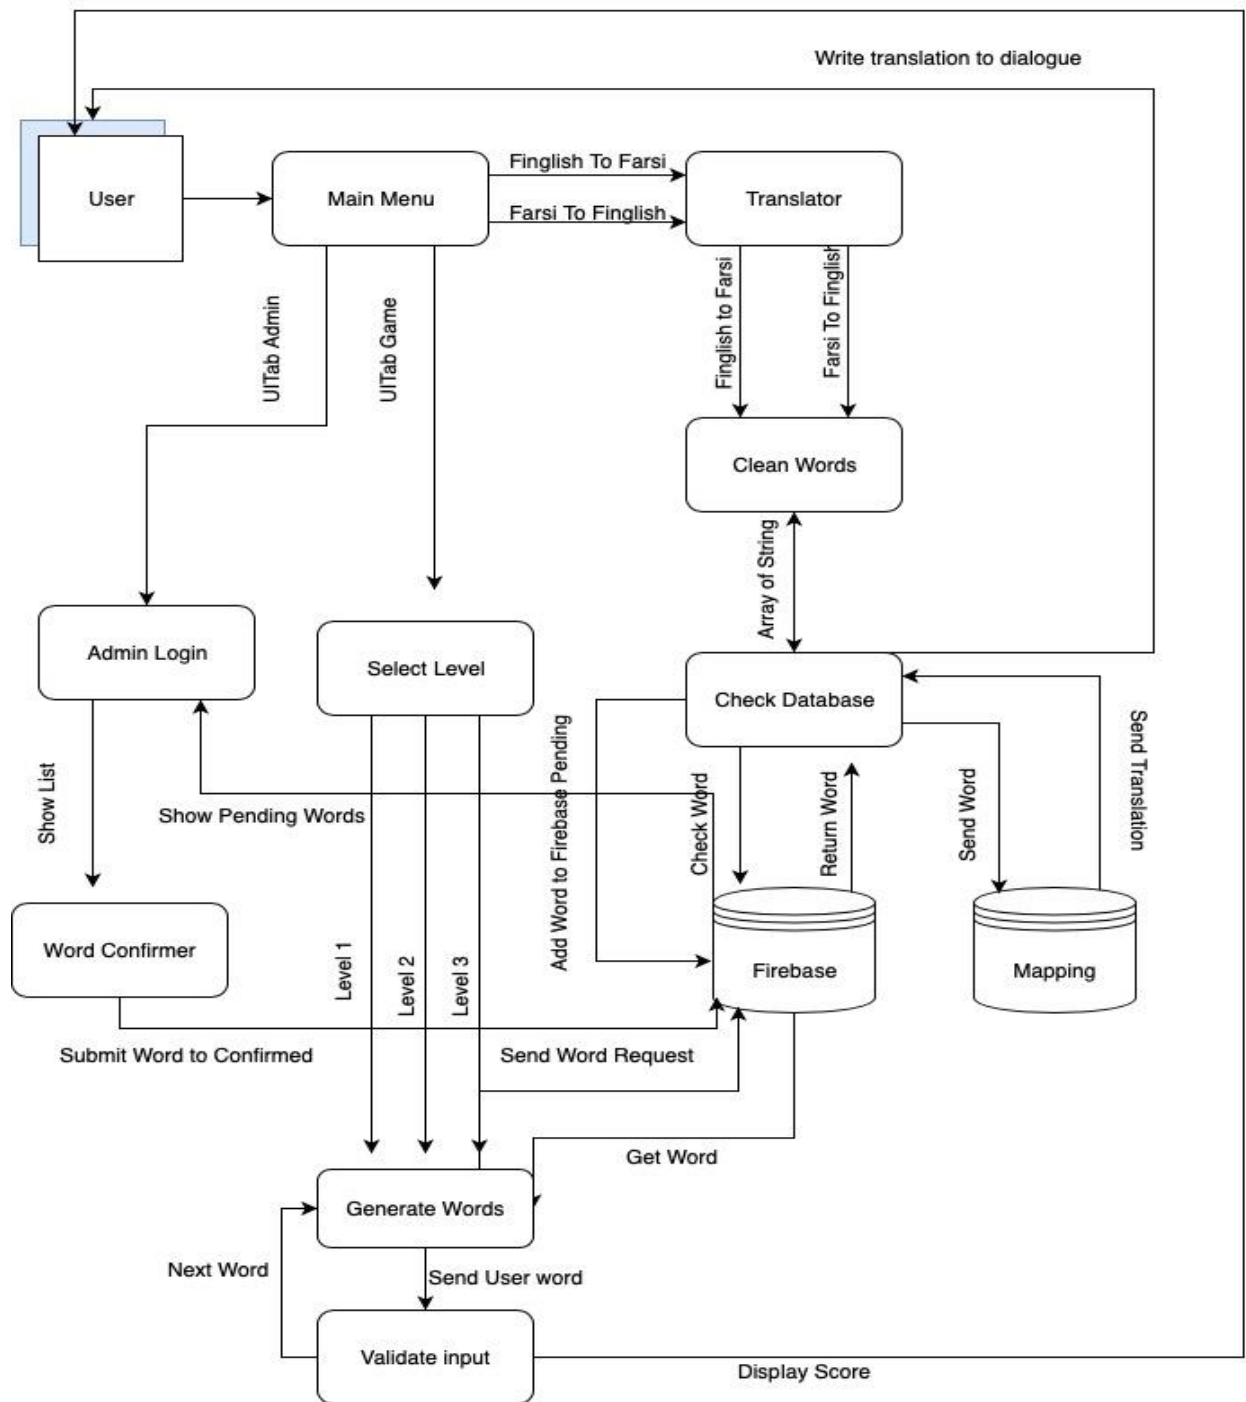 Write translation to dialogue
User
Main Menu
Finglish To Farsi
Farsi To Finglish
Translator
UITab Admin
UITab Game
Finglish to Farsi
Farsi To Finglish
Clean Words
Array of String
Admin Login
Select Level
Check Database
Show List
Show Pending Words
Add Word to Firebase Pending
Check Word
Return Word
Send Word
Send Translation
Word Confirmer
Level 1
Level 2
Level 3
Firebase
Mapping
Submit Word to Confirmed
Send Word Request
Get Word
Generate Words
Next Word
Send User word
Validate input
Display Score